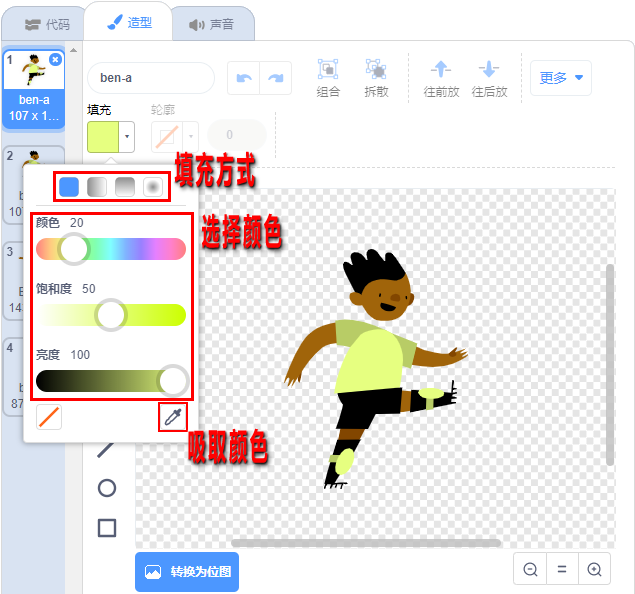 代码
造型
声音
1
ben-a
107 x 1...
2
10
3
14
4
87
ben-a
组合
拆散
往前放
往后放
更多
填充
轮廓
0
填充方式
颜色 20
选择颜色
饱和度 50
亮度 100
吸取颜色
转换为位图